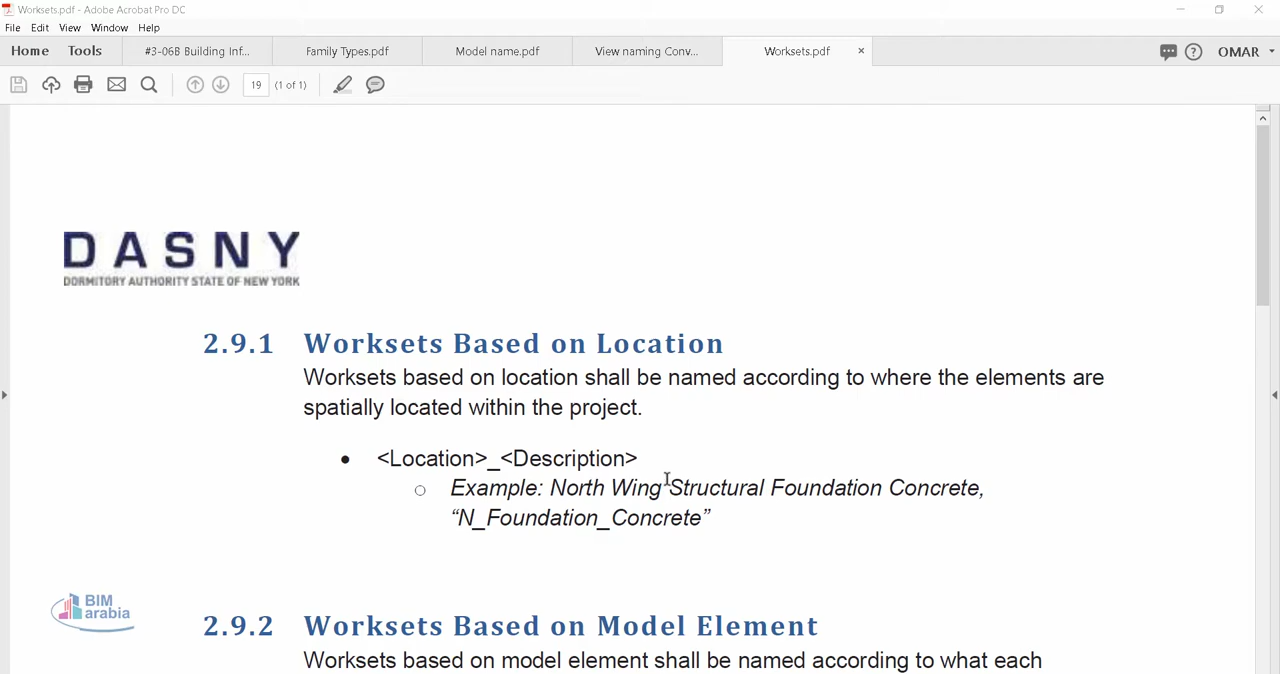 Worksets.pdf - Adobe Acrobat Pro DC
File Edit View Window Help
Home Tools #3-06B Building Inf... Family Types.pdf Model name.pdf View naming Conv... Worksets.pdf × OMAR
19 (1 of 1)
DASNY
DORMITORY AUTHORITY STATE OF NEW YORK
2.9.1 Worksets Based on Location
Worksets based on location shall be named according to where the elements are
spatially located within the project.
• <Location>_<Description>
○ Example: North Wing Structural Foundation Concrete,
“N_Foundation_Concrete”
BIM
arabia
2.9.2 Worksets Based on Model Element
Worksets based on model element shall be named according to what each